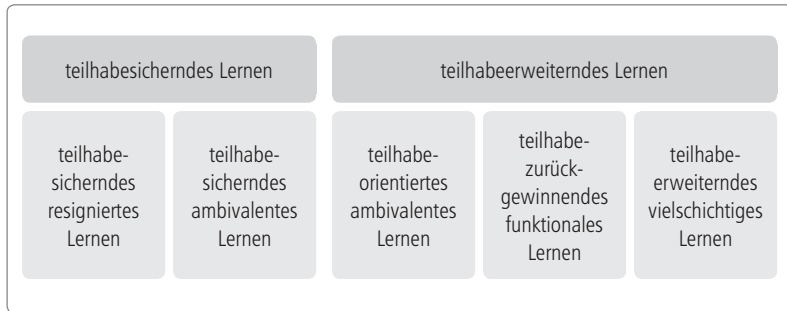 teilhabesicherndes Lernen
teilhabeerweiterndes Lernen
teilhabe-
sicherndes
resigniertes
Lernen
teilhabe-
sicherndes
ambivalentes
Lernen
teilhabe-
orientiertes
ambivalentes
Lernen
teilhabe-
zurück-
gewinnendes
funktionales
Lernen
teilhabe-
erweiterndes
vielschichtiges
Lernen